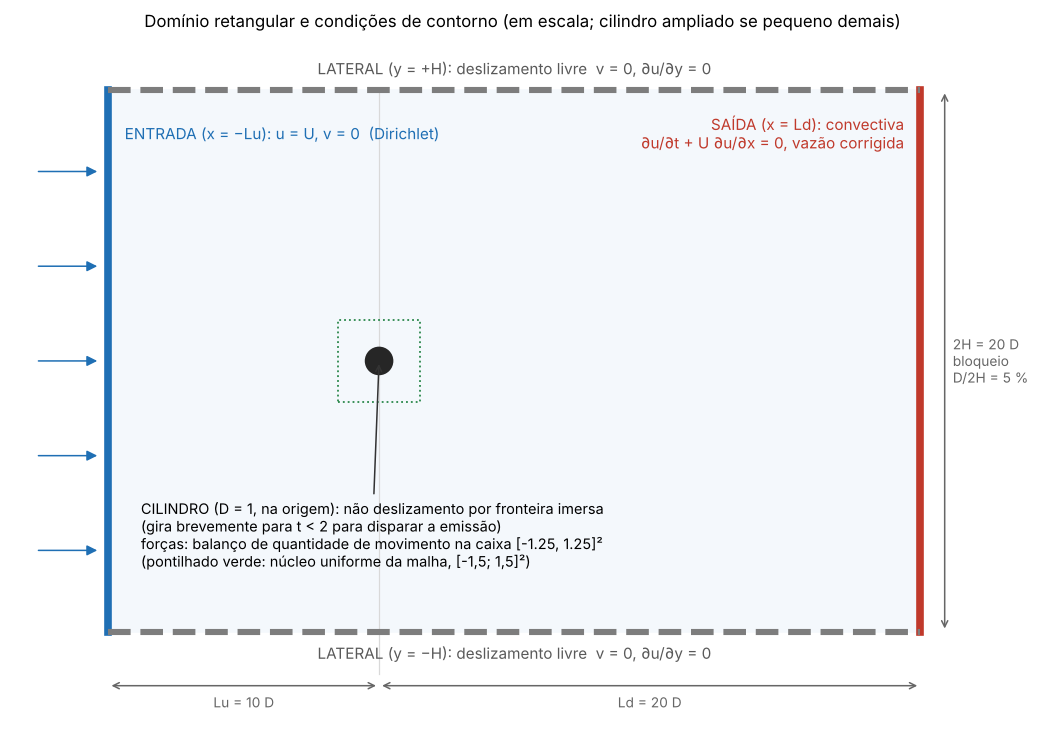 Domínio retangular e condições de contorno (em escala; cilindro ampliado se pequeno demais)
LATERAL (y = +H): deslizamento livre  v = 0, ∂u/∂y = 0
ENTRADA (x = −Lu): u = U, v = 0  (Dirichlet)
SAÍDA (x = Ld): convectiva
∂u/∂t + U ∂u/∂x = 0, vazão corrigida
2H = 20 D
bloqueio
D/2H = 5 %
CILINDRO (D = 1, na origem): não deslizamento por fronteira imersa
(gira brevemente para t < 2 para disparar a emissão)
forças: balanço de quantidade de movimento na caixa [-1.25, 1.25]²
(pontilhado verde: núcleo uniforme da malha, [-1,5; 1,5]²)
LATERAL (y = −H): deslizamento livre  v = 0, ∂u/∂y = 0
Lu = 10 D
Ld = 20 D